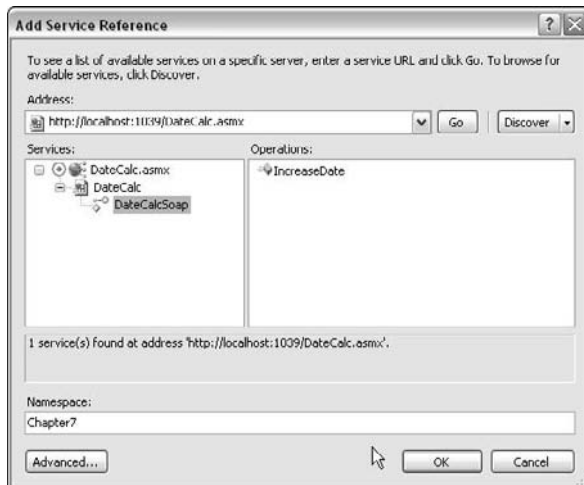 Add Service Reference
To see a list of available services on a specific server, enter a service URL and click Go. To browse for
available services, click Discover.
Address:
http://localhost:1039/DateCalc.asmx
Go
Discover
Services:
Operations:
DateCalc.asmx
IncreaseDate
DateCalc
DateCalcSoap
1 service(s) found at address 'http://localhost:1039/DateCalc.asmx'.
Namespace:
Chapter7
Advanced...
OK
Cancel